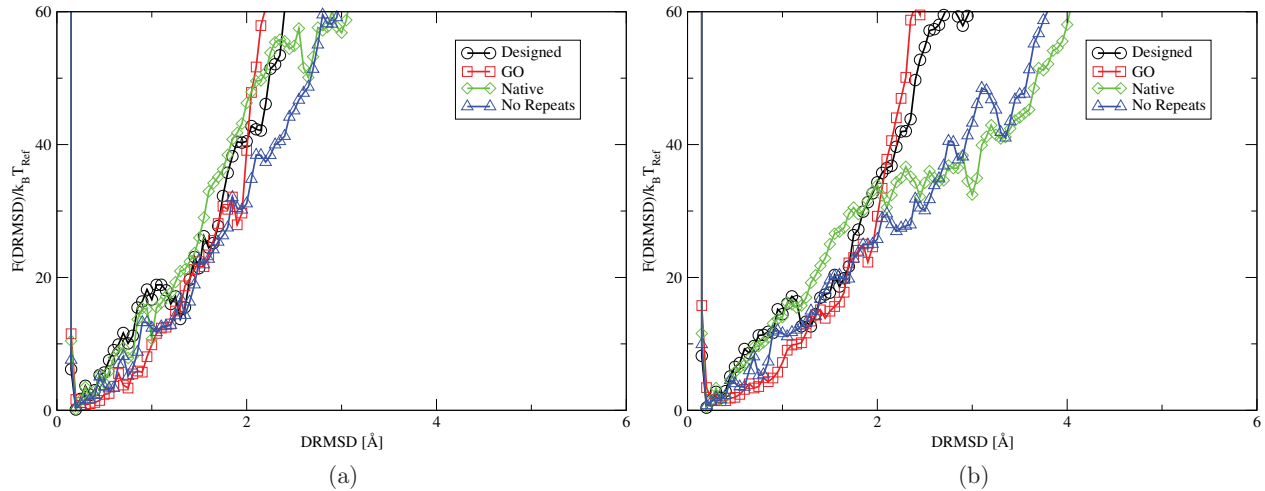 60
40
20
0
0
2
4
6
F(DRMSD)/k_B T_Ref
DRMSD [Å]
Designed
GO
Native
No Repeats
(a)
60
40
20
0
0
2
4
6
F(DRMSD)/k_B T_Ref
DRMSD [Å]
Designed
GO
Native
No Repeats
(b)